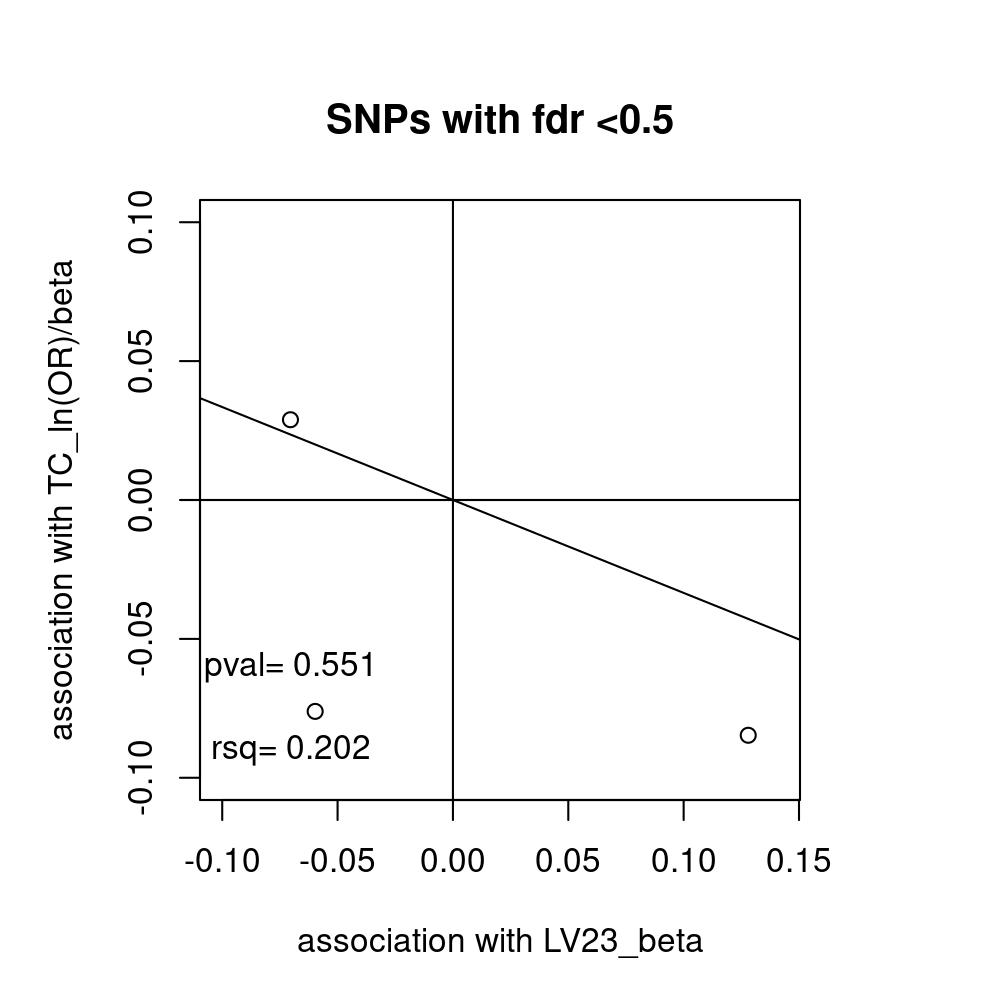 SNPs with fdr <0.5
association with TC_ln(OR)/beta
0.10
0.05
0.00
-0.05
-0.10
pval= 0.551
rsq= 0.202
-0.10 -0.05 0.00 0.05 0.10 0.15
association with LV23_beta